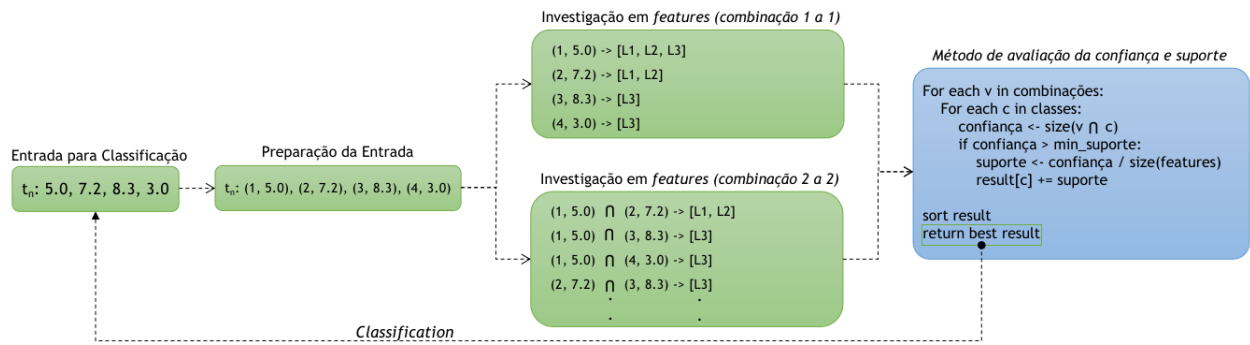 Entrada para Classificação
tn: 5.0, 7.2, 8.3, 3.0
Preparação da Entrada
tn: (1, 5.0), (2, 7.2), (3, 8.3), (4, 3.0)
Investigação em features (combinação 1 a 1)
(1, 5.0) -> [L1, L2, L3]
(2, 7.2) -> [L1, L2]
(3, 8.3) -> [L3]
(4, 3.0) -> [L3]
Investigação em features (combinação 2 a 2)
(1, 5.0) ⋂ (2, 7.2) -> [L1, L2]
(1, 5.0) ⋂ (3, 8.3) -> [L3]
(1, 5.0) ⋂ (4, 3.0) -> [L3]
(2, 7.2) ⋂ (3, 8.3) -> [L3]
. .
. .
Método de avaliação da confiança e suporte
For each v in combinações:
For each c in classes:
confiança <- size(v ⋂ c)
if confiança > min_suporte:
suporte <- confiança / size(features)
result[c] += suporte
sort result
return best result
Classification